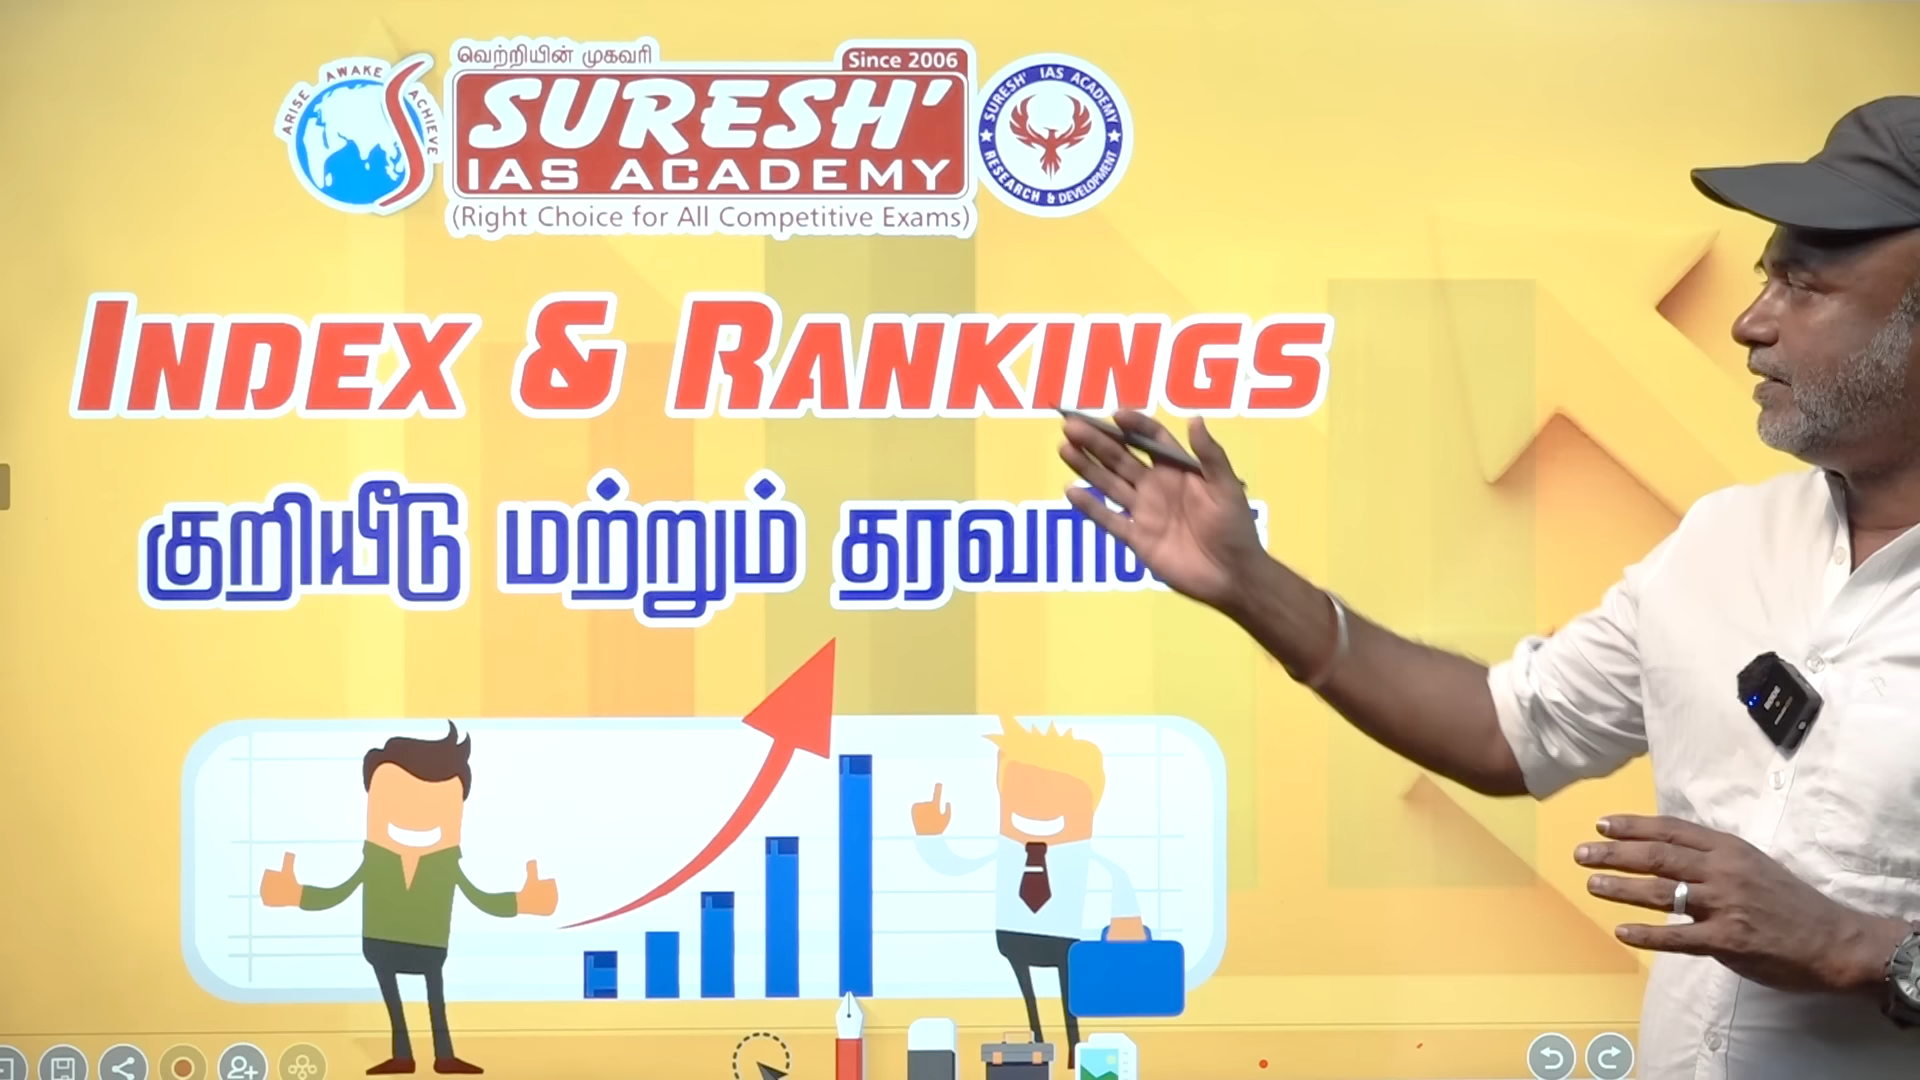 வெற்றியின் முகவரி
Since 2006
ARISE AWAKE ACHIEVE
SURESH'
IAS ACADEMY
(Right Choice for All Competitive Exams)
SURESH' IAS ACADEMY
RESEARCH & DEVELOPMENT
INDEX & RANKINGS
குறியீடு மற்றும்